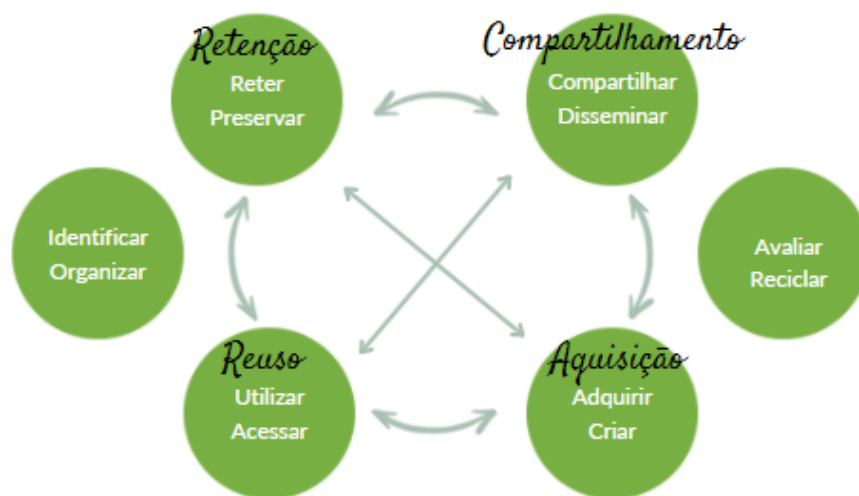 Retenção
Reter
Preservar
Compartilhamento
Compartilhar
Disseminar
Identificar
Organizar
Avaliar
Reciclar
Reuso
Utilizar
Acessar
Aquisição
Adquirir
Criar